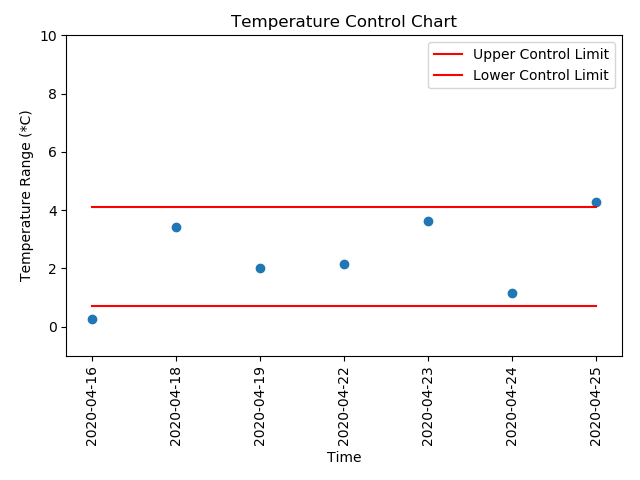 Temperature Control Chart
Upper Control Limit
Lower Control Limit
Temperature Range (*C)
10
8
6
4
2
0
2020-04-16
2020-04-18
2020-04-19
2020-04-22
2020-04-23
2020-04-24
2020-04-25
Time